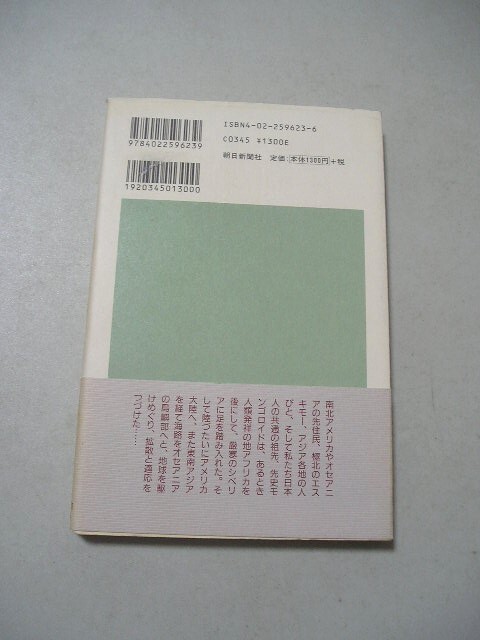 ISBN4-02-259623-6
C0345 ¥1300E
朝日新聞社 定価:本体1300円+税
9784022596239
1920345013000
南北アメリカやオセアニ
アの先住民、極北のエス
キモー、アジア各地の人
びと、そして私たち日本
人の共通の祖先、先史モ
ンゴロイドは、あるとき
人類発祥の地アフリカを
後にして、厳寒のシベリ
アに足を踏み入れた。そ
して陸づたいにアメリカ
大陸へ、また東南アジア
を経て海路をオセアニア
の島嶼部へと、地球を駆
けめぐり、拡散と適応を
つづけた……